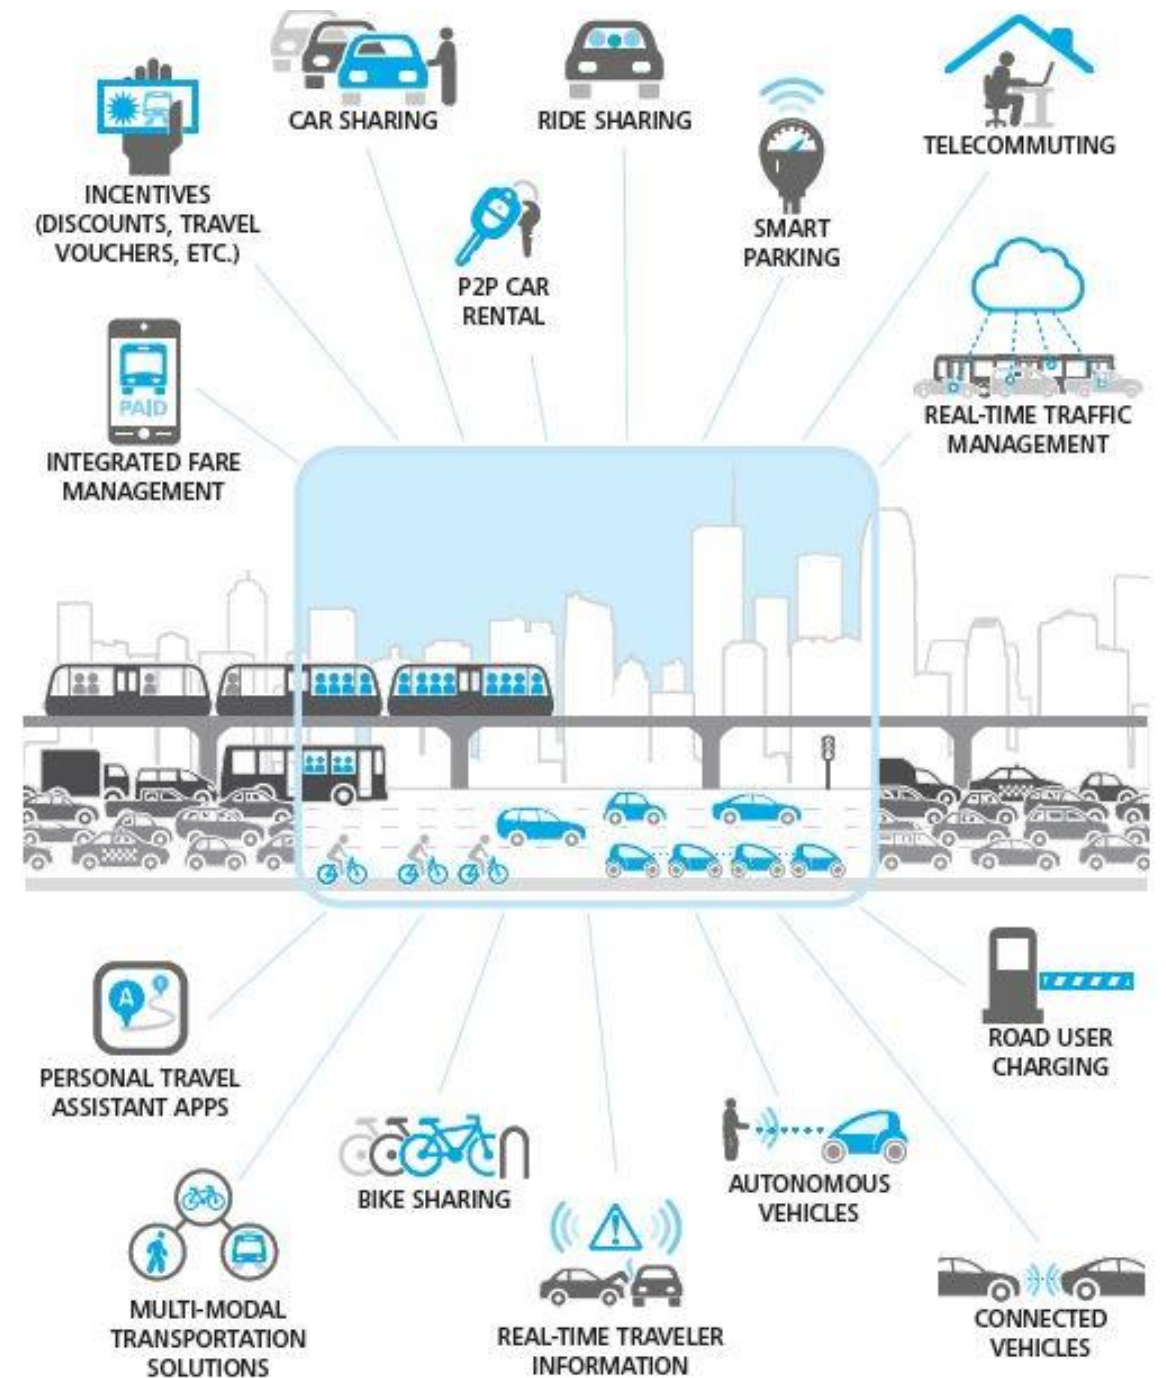 CAR SHARING
RIDE SHARING
TELECOMMUTING
INCENTIVES
(DISCOUNTS, TRAVEL
VOUCHERS, ETC.)
SMART
PARKING
P2P CAR
RENTAL
PAID
INTEGRATED FARE
MANAGEMENT
REAL-TIME TRAFFIC
MANAGEMENT
A
PERSONAL TRAVEL
ASSISTANT APPS
ROAD USER
CHARGING
BIKE SHARING
AUTONOMOUS
VEHICLES
MULTI-MODAL
TRANSPORTATION
SOLUTIONS
REAL-TIME TRAVELER
INFORMATION
CONNECTED
VEHICLES